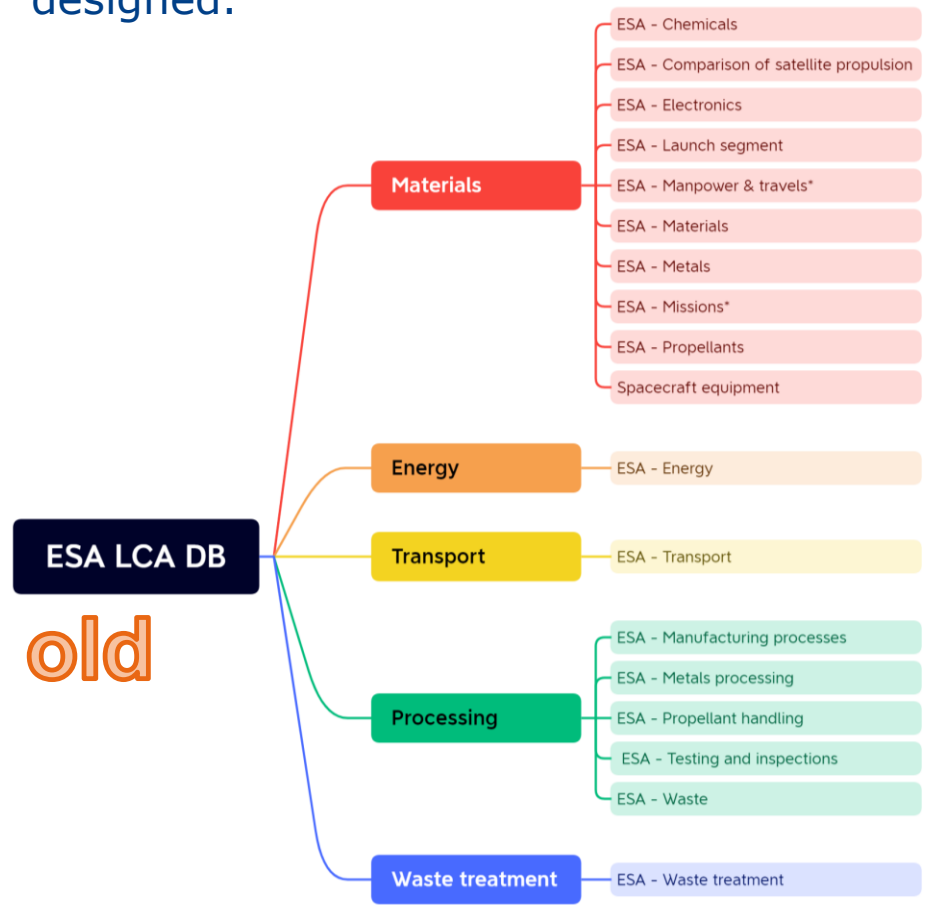 designed.
ESA - Chemicals
ESA - Comparison of satellite propulsion
ESA - Electronics
ESA - Launch segment
Materials
ESA - Manpower & travels*
ESA - Materials
ESA - Metals
ESA - Missions*
ESA - Propellants
Spacecraft equipment
Energy
ESA - Energy
ESA LCA DB
old
Transport
ESA - Transport
Processing
ESA - Manufacturing processes
ESA - Metals processing
ESA - Propellant handling
ESA - Testing and inspections
ESA - Waste
Waste treatment
ESA - Waste treatment